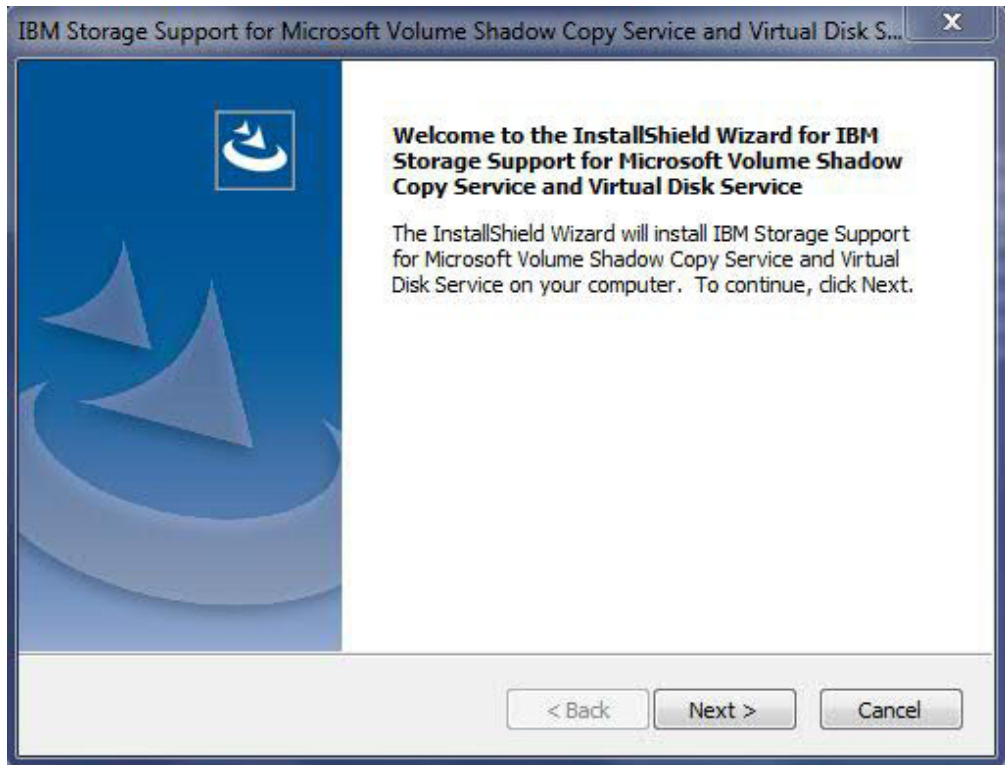 IBM Storage Support for Microsoft Volume Shadow Copy Service and Virtual Disk S... X
Welcome to the InstallShield Wizard for IBM
Storage Support for Microsoft Volume Shadow
Copy Service and Virtual Disk Service
The InstallShield Wizard will install IBM Storage Support
for Microsoft Volume Shadow Copy Service and Virtual
Disk Service on your computer.  To continue, click Next.
< Back Next > Cancel